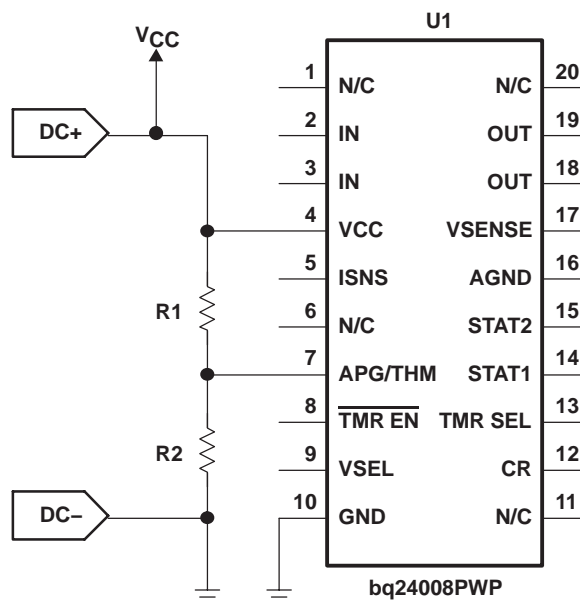 U1
VCC
DC+
1 N/C N/C 20
2 IN OUT 19
3 IN OUT 18
4 VCC VSENSE 17
5 ISNS AGND 16
R1
6 N/C STAT2 15
7 APG/THM STAT1 14
8 TMR EN TMR SEL 13
R2
9 VSEL CR 12
DC–
10 GND N/C 11
bq24008PWP